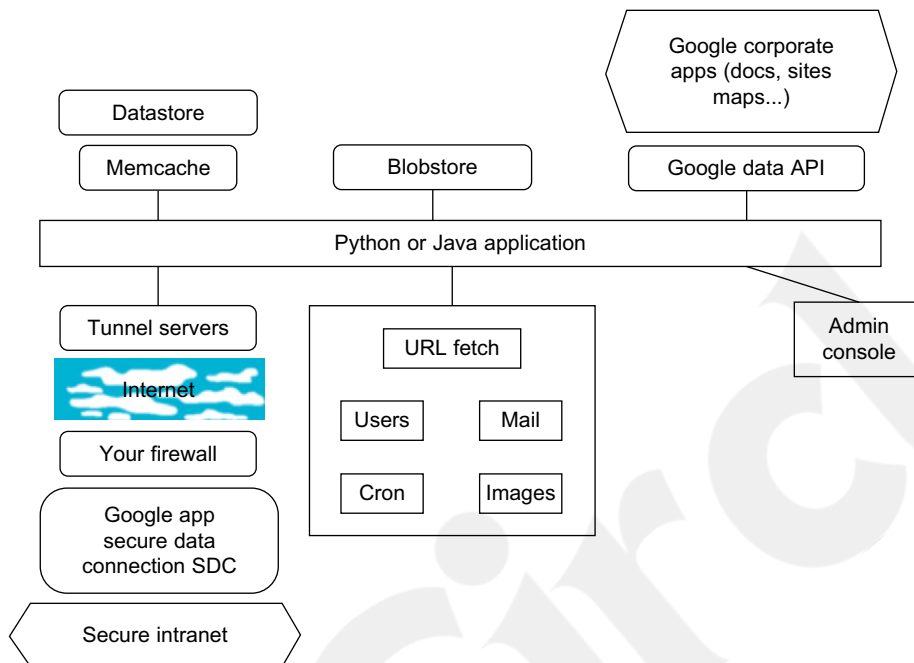 Google corporate
apps (docs, sites
maps...)
Datastore
Memcache
Blobstore
Google data API
Python or Java application
Tunnel servers
Internet
Your firewall
Google app
secure data
connection SDC
Secure intranet
URL fetch
Users
Mail
Cron
Images
Admin
console